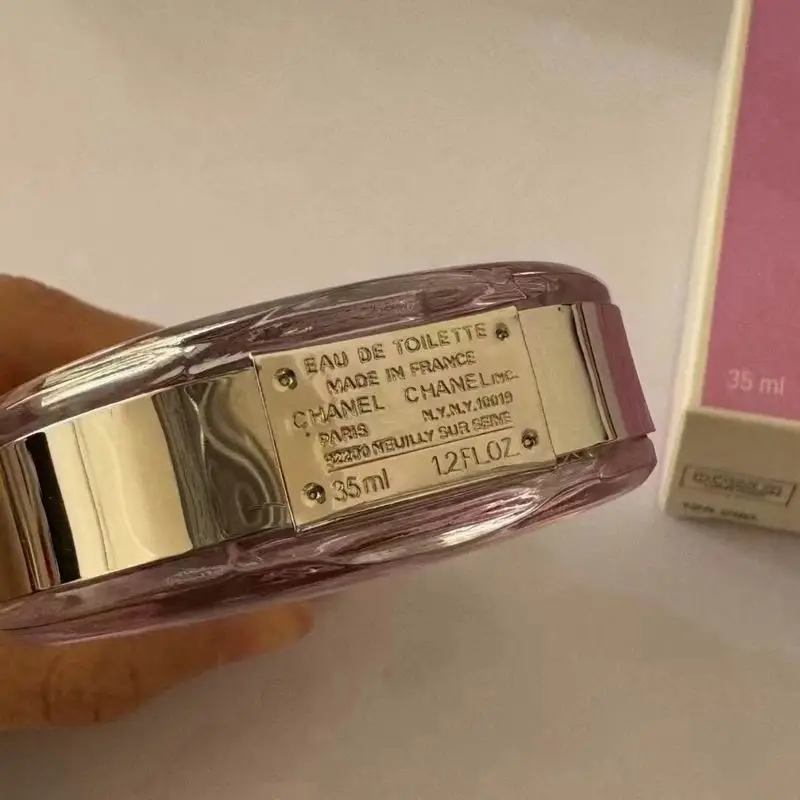 EAU DE TOILETTE
MADE IN FRANCE
CHANEL CHANEL INC.
PARIS N.Y.N.Y. 10019
92200 NEUILLY SUR SEINE
35ml 1.2FL.OZ.
35 ml